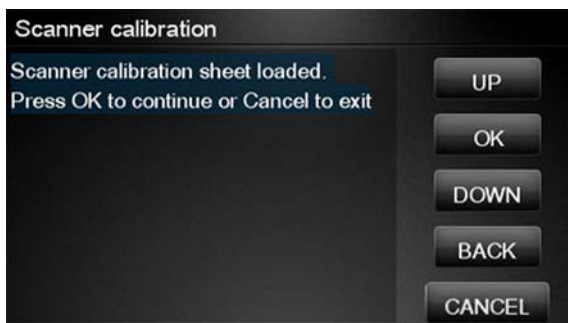 Scanner calibration
Scanner calibration sheet loaded.
Press OK to continue or Cancel to exit
UP
OK
DOWN
BACK
CANCEL